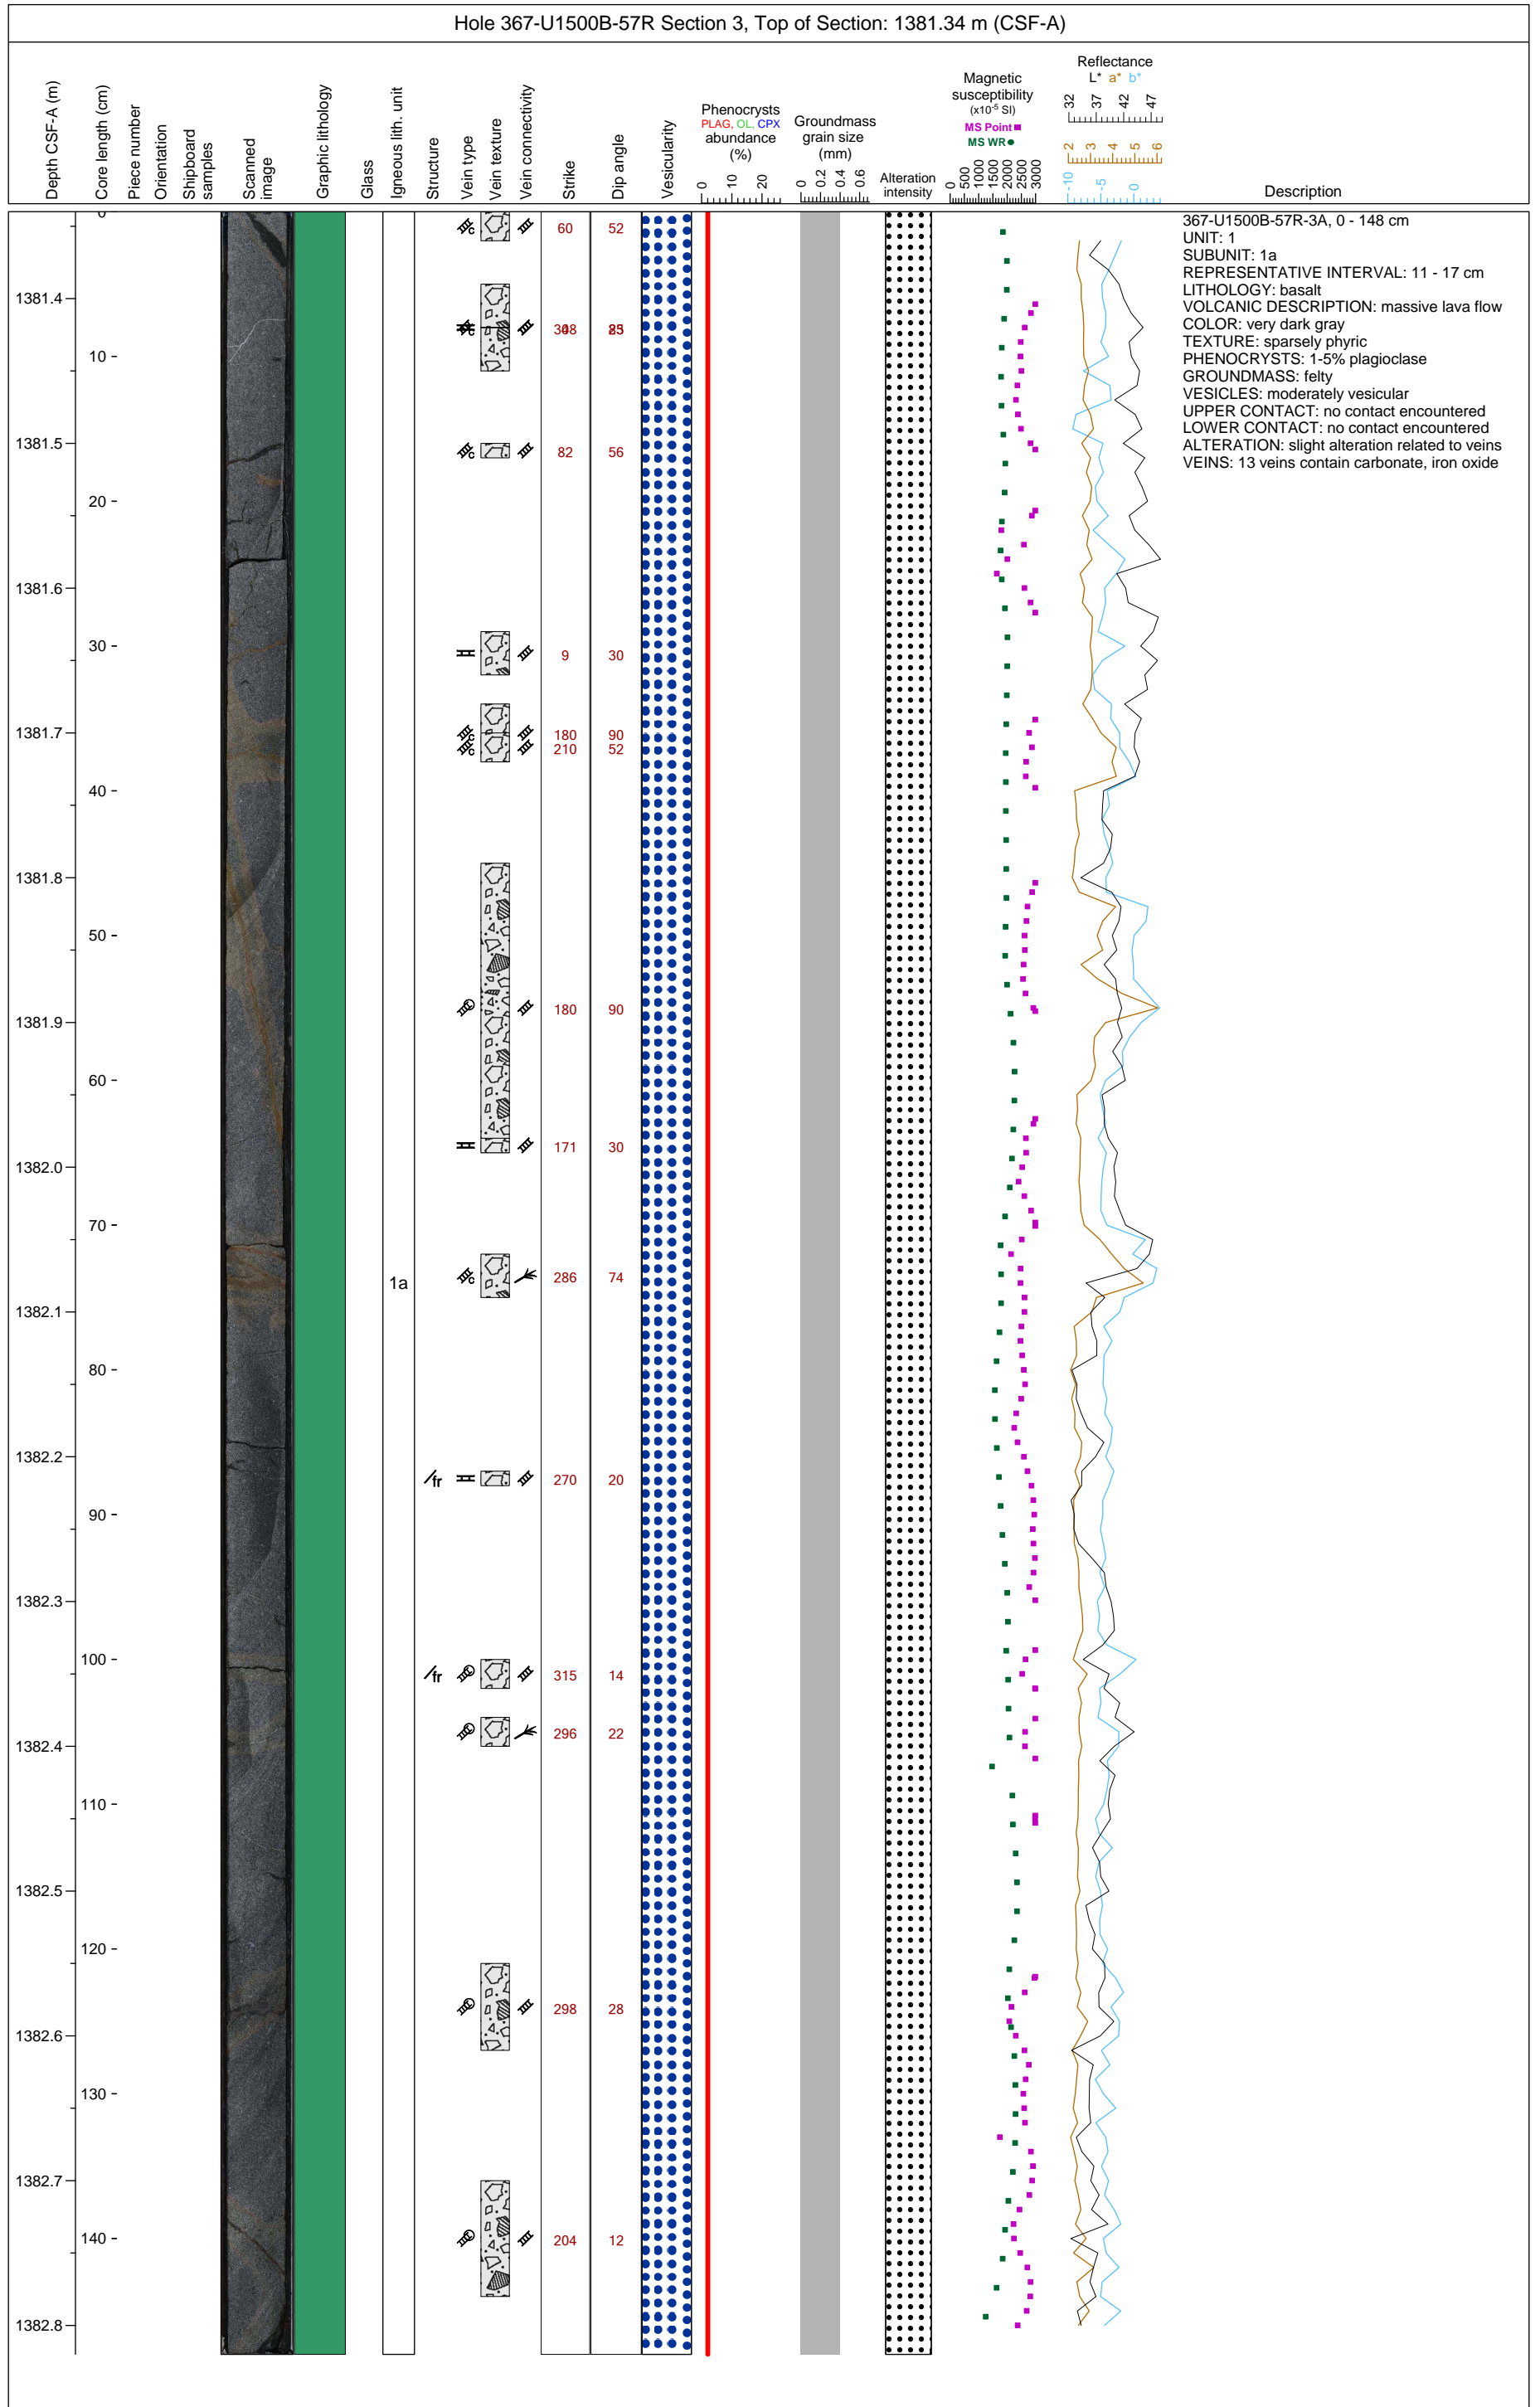 Hole 367-U1500B-57R Section 3, Top of Section: 1381.34 m (CSF-A)
Depth CSF-A (m)
Core length (cm)
Piece number
Orientation
Shipboard
samples
Scanned
image
Graphic lithology
Glass
Igneous lith. unit
Structure
Vein type
Vein texture
Vein connectivity
Strike
Dip angle
Vesicularity
Phenocrysts
PLAG, OL, CPX
abundance
(%)
0 10 20
Groundmass
grain size
(mm)
0 0.2 0.4 0.6
Alteration
intensity
Magnetic
susceptibility
(x10-5 SI)
MS Point
MS WR
0 500 1000 1500 2000 2500 3000
Reflectance
L* a* b*
32 37 42 47
2 3 4 5 6
-10 -5 0
Description
367-U1500B-57R-3A, 0 - 148 cm
UNIT: 1
SUBUNIT: 1a
REPRESENTATIVE INTERVAL: 11 - 17 cm
LITHOLOGY: basalt
VOLCANIC DESCRIPTION: massive lava flow
COLOR: very dark gray
TEXTURE: sparsely phyric
PHENOCRYSTS: 1-5% plagioclase
GROUNDMASS: felty
VESICLES: moderately vesicular
UPPER CONTACT: no contact encountered
LOWER CONTACT: no contact encountered
ALTERATION: slight alteration related to veins
VEINS: 13 veins contain carbonate, iron oxide
0
60 52
1381.4
10
1381.5
82 56
20
1381.6
30
9 30
1381.7
180 90
210 52
40
1381.8
50
180 90
1381.9
60
171 30
1382.0
70
1a
286 74
1382.1
80
1382.2
fr 270 20
90
1382.3
100
fr 315 14
296 22
1382.4
110
1382.5
120
298 28
1382.6
130
1382.7
140
204 12
1382.8